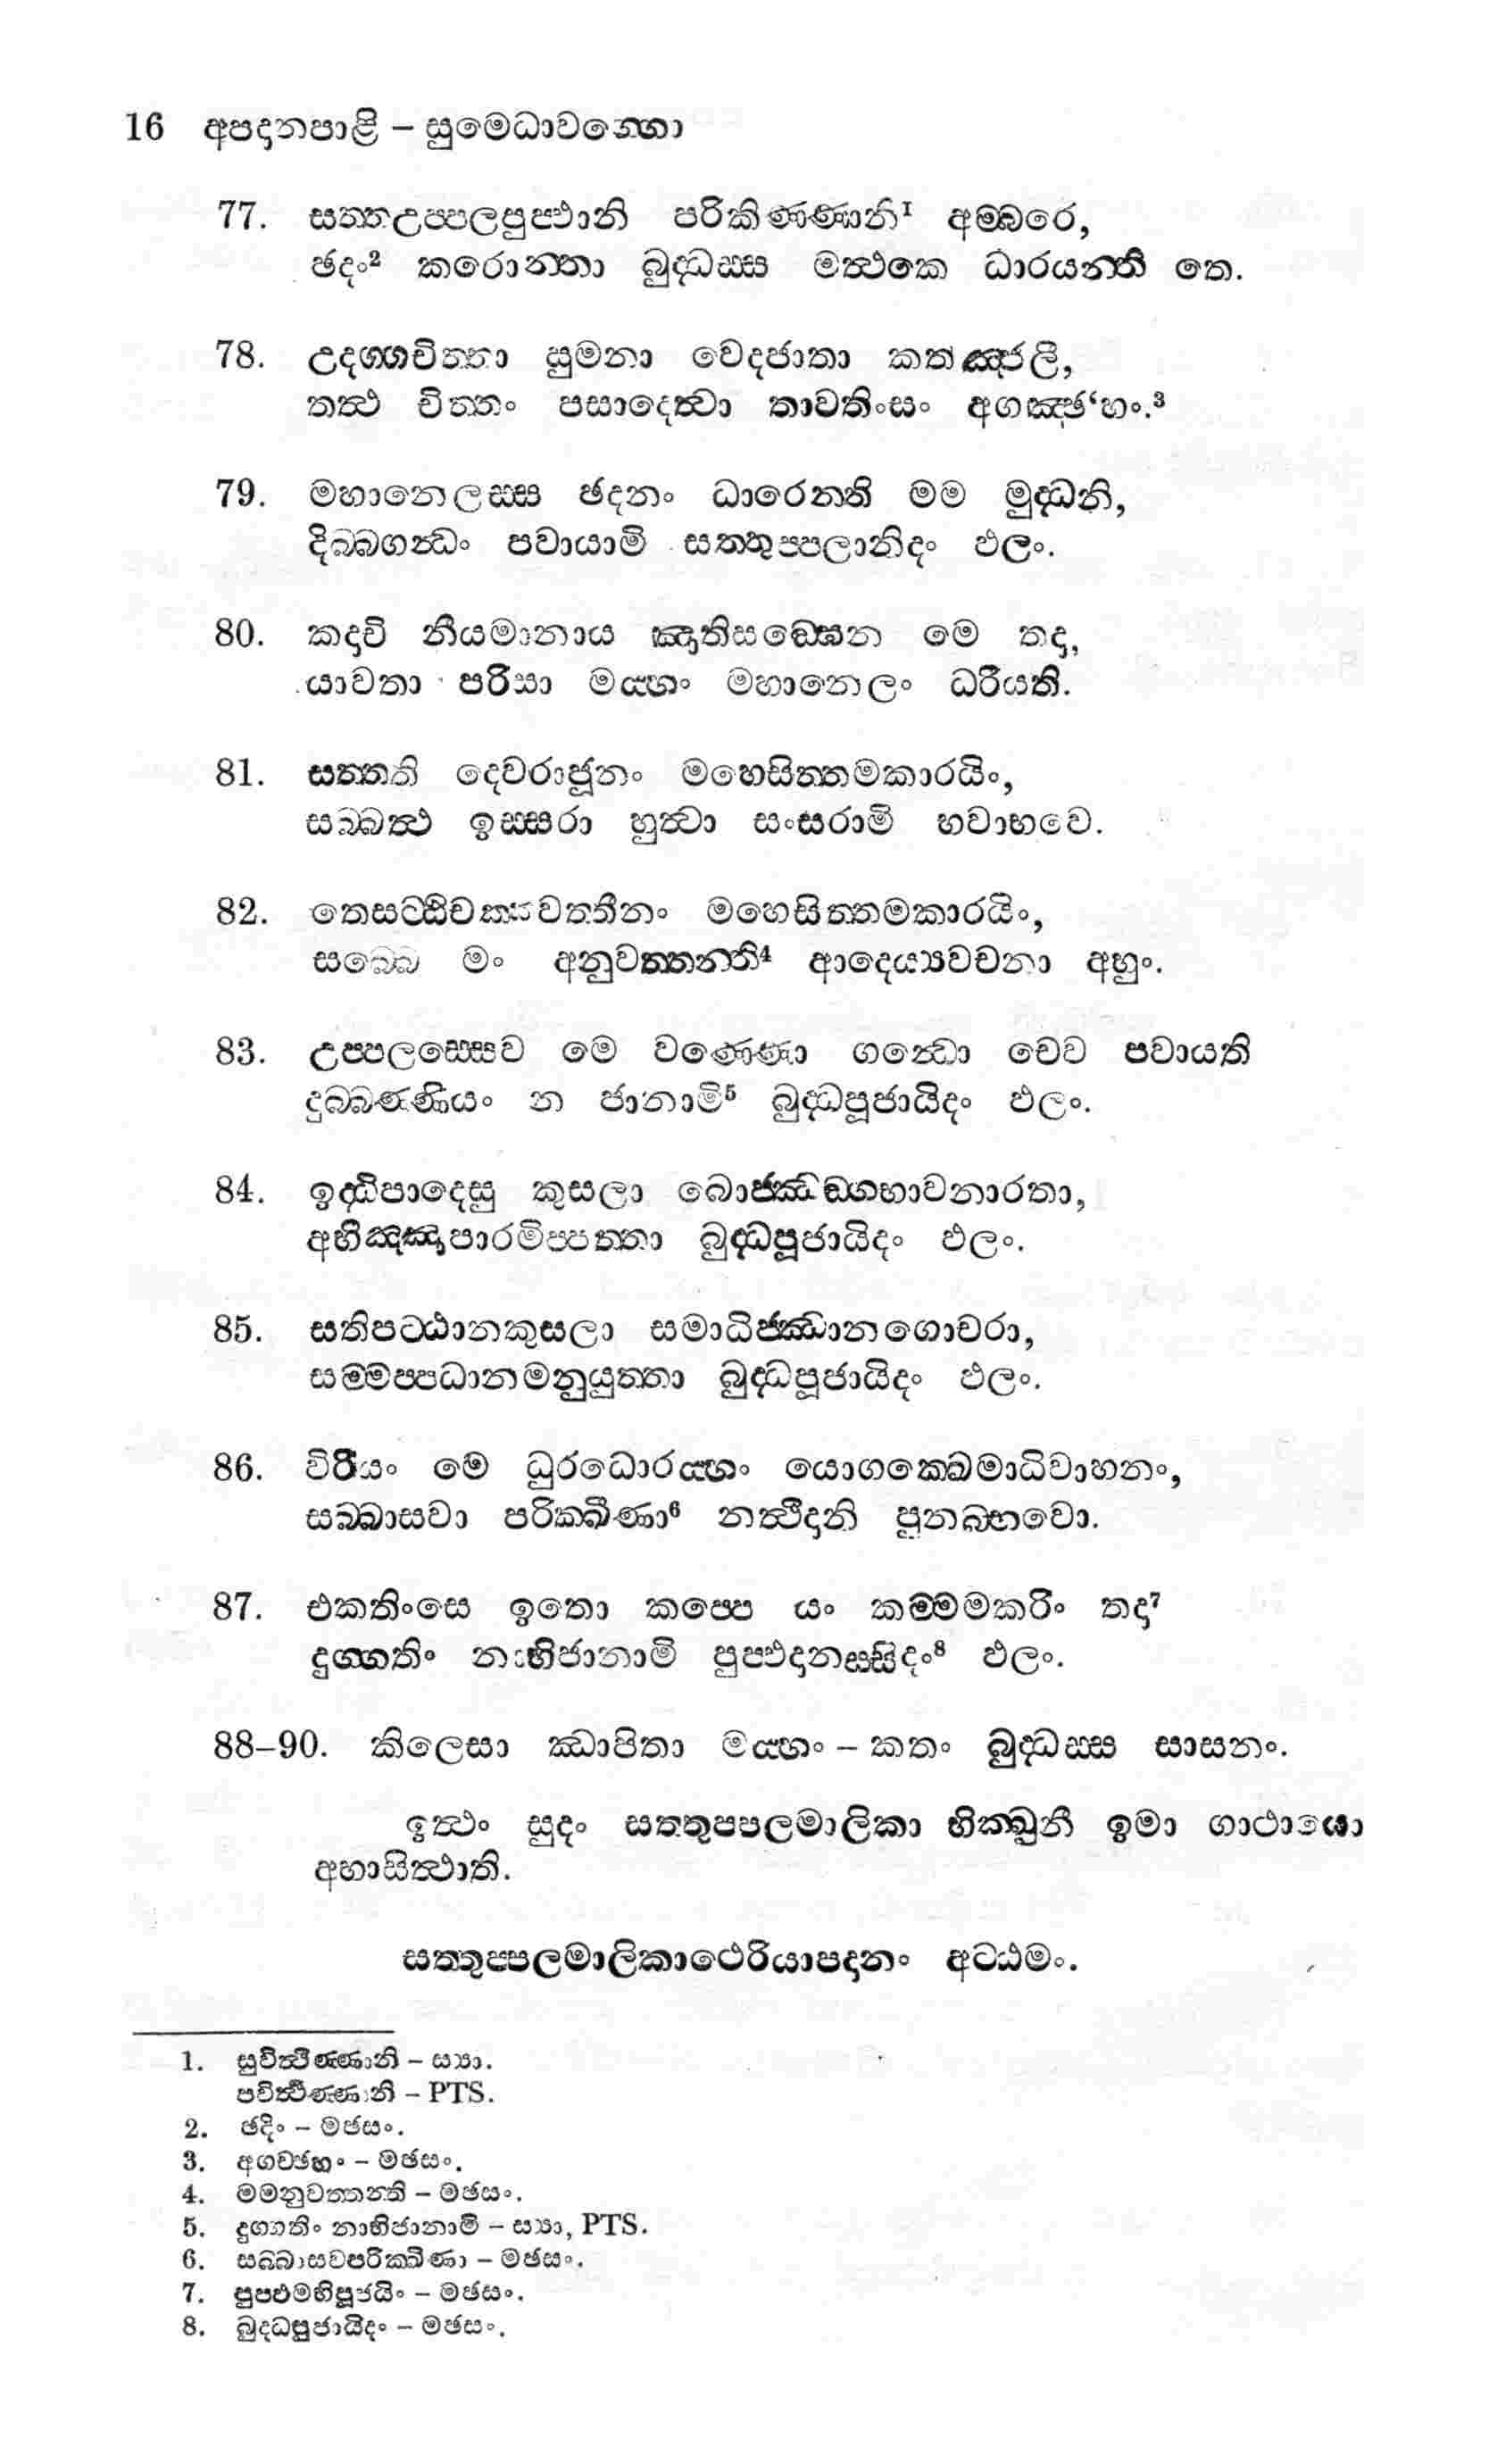 16 අපදානපාළි – සුමෙධාවග්ගො
77. සත්තඋප්පලපුප්ඵානි පරිකිණ්ණානි¹ අම්බරෙ,
ඡදං² කරොන්තා බුද්ධස්ස මත්ථකෙ ධාරයන්ති තෙ.
78. උදග්ගචිත්තා සුමනා වෙදජාතා කතඤ්ජලී,
තත්ථ චිත්තං පසාදෙත්වා තාවතිංසං අගඤ්ඡ‘හං.³
79. මහානෙලස්ස ඡදනං ධාරෙන්ති මම මුද්ධනි,
දිබ්බගන්ධං පවායාමි සත්තුප්පලානිදං ඵලං.
80. කදාචි නීයමානාය ඤාතිසඞ්ඝෙන මෙ තදා,
යාවතා පරිසා මය්හං මහානෙලං ධරීයති.
81. සත්තති දෙවරාජූනං මහෙසිත්තමකාරයිං,
සබ්බත්ථ ඉස්සරා හුත්වා සංසරාමි භවාභවෙ.
82. තෙසට්ඨිචක්කවත්තීනං මහෙසිත්තමකාරයිං,
සබ්බෙ මං අනුවත්තන්ති⁴ ආදෙය්‍යවචනා අහුං.
83. උප්පලස්සෙව මෙ වණ්ණො ගන්ධො චෙව පවායති
දුබ්බණ්ණියං න ජානාමි⁵ බුද්ධපූජායිදං ඵලං.
84. ඉද්ධිපාදෙසු කුසලා බොජ්ඣඞ්ගභාවනාරතා,
අභිඤ්ඤාපාරමිප්පත්තා බුද්ධපූජායිදං ඵලං.
85. සතිපට්ඨානකුසලා සමාධිජ්ඣානගොචරා,
සම්මප්පධානමනුයුත්තා බුද්ධපූජායිදං ඵලං.
86. විරියං මෙ ධුරධොරය්හං යොගක්ඛෙමාධිවාහනං,
සබ්බාසවා පරික්ඛීණා⁶ නත්ථිදානි පුනබ්භවො.
87. එකතිංසෙ ඉතො කප්පෙ යං කම්මමකරිං තදා⁷
දුග්ගතිං නාභිජානාමි පුප්ඵදානස්සිදං⁸ ඵලං.
88–90. කිලෙසා ඣාපිතා මය්හං – කතං බුද්ධස්ස සාසනං.
ඉත්ථං සුදං සත්තුප්පලමාලිකා භික්ඛුනී ඉමා ගාථායො
අභාසිත්ථාති.
සත්තුප්පලමාලිකාථෙරියාපදානං අට්ඨමං.
1. සුවිත්ථිණ්ණානි – ස්‍යා.
පවිත්ථිණ්ණානි – PTS.
2. ඡදිං – මජසං.
3. අගච්ඡහං – මඡසං.
4. මමනුවත්තන්ති – මඡසං.
5. දුග්ගතිං නාභිජානාමි – ස්‍යා, PTS.
6. සබ්බාසවපරික්ඛීණා – මඡසං.
7. පුප්ඵමභිපූජයිං – මඡසං.
8. බුද්ධපූජායිදං – මඡසං.